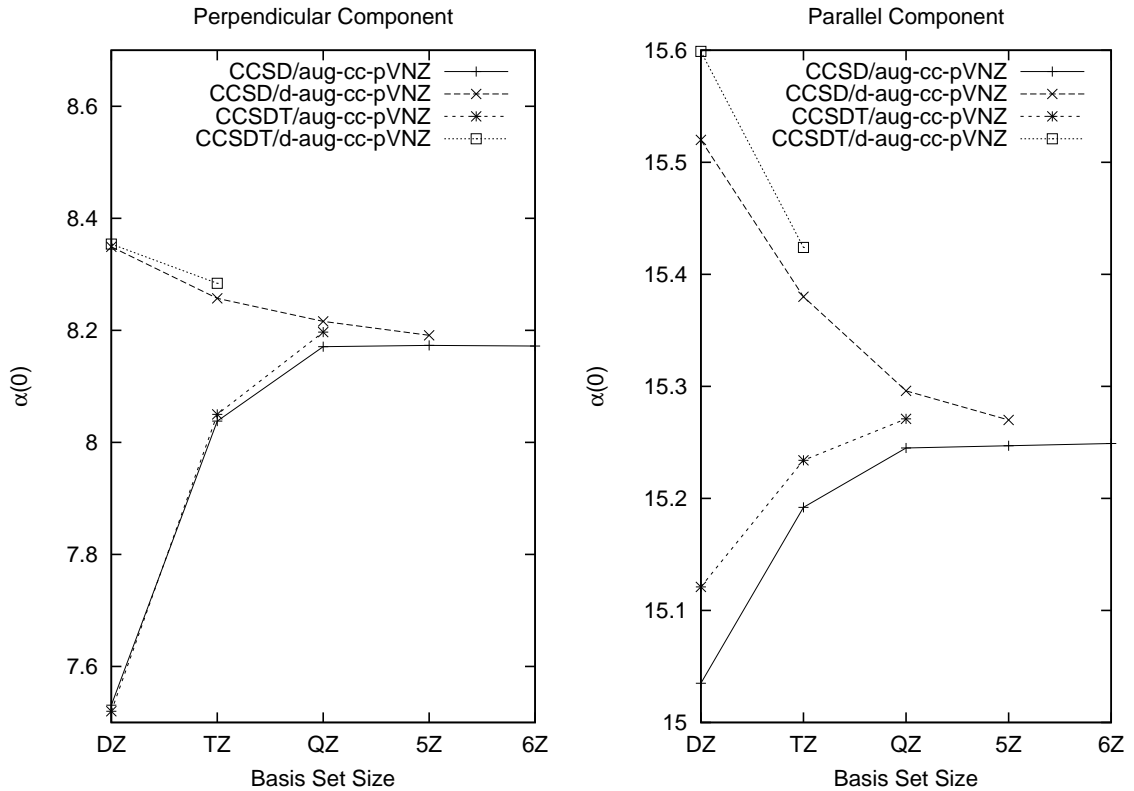 Perpendicular Component
CCSD/aug-cc-pVNZ
CCSD/d-aug-cc-pVNZ
CCSDT/aug-cc-pVNZ
CCSDT/d-aug-cc-pVNZ
8.6
8.4
8.2
8
7.8
7.6
α(0)
DZ TZ QZ 5Z 6Z
Basis Set Size
Parallel Component
CCSD/aug-cc-pVNZ
CCSD/d-aug-cc-pVNZ
CCSDT/aug-cc-pVNZ
CCSDT/d-aug-cc-pVNZ
15.6
15.5
15.4
15.3
15.2
15.1
15
α(0)
DZ TZ QZ 5Z 6Z
Basis Set Size